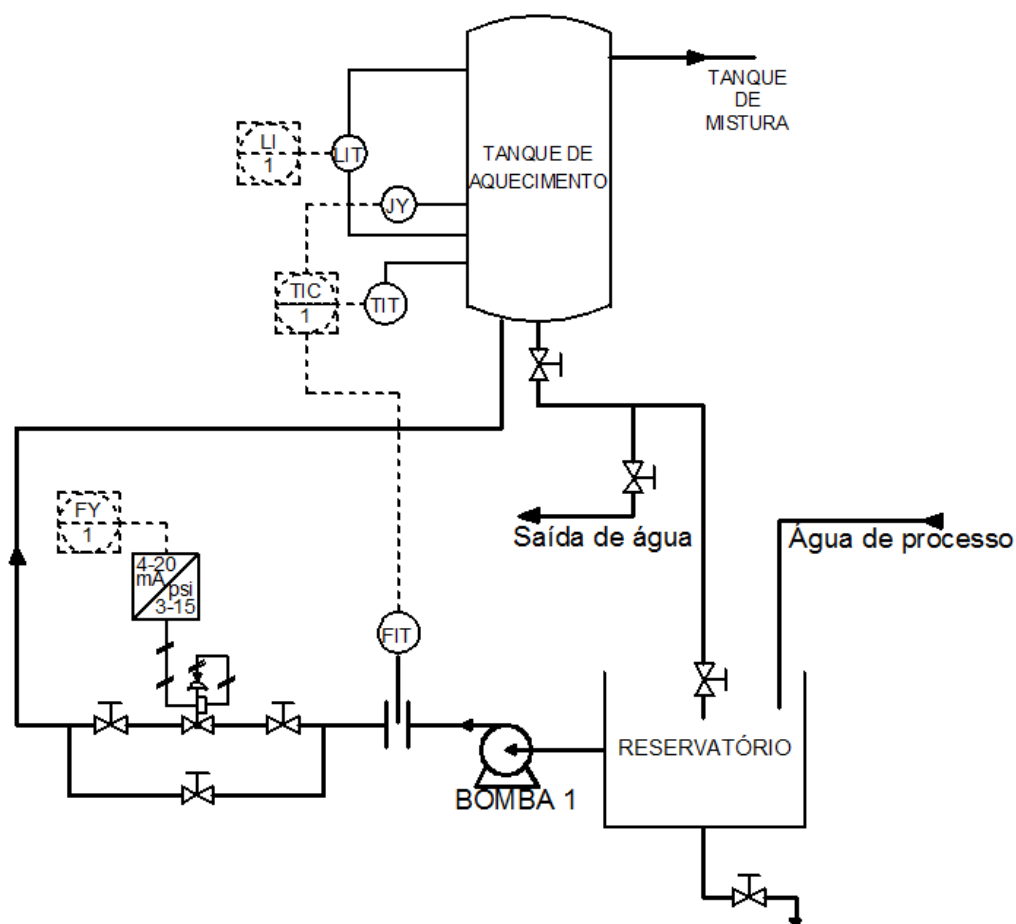 TANQUE
DE
MISTURA
LI
1
LIT
TANQUE DE
AQUECIMENTO
JY
TIC
1
TIT
Saída de água
Água de processo
FY
1
4-20
mA
psi
3-15
FIT
RESERVATÓRIO
BOMBA 1